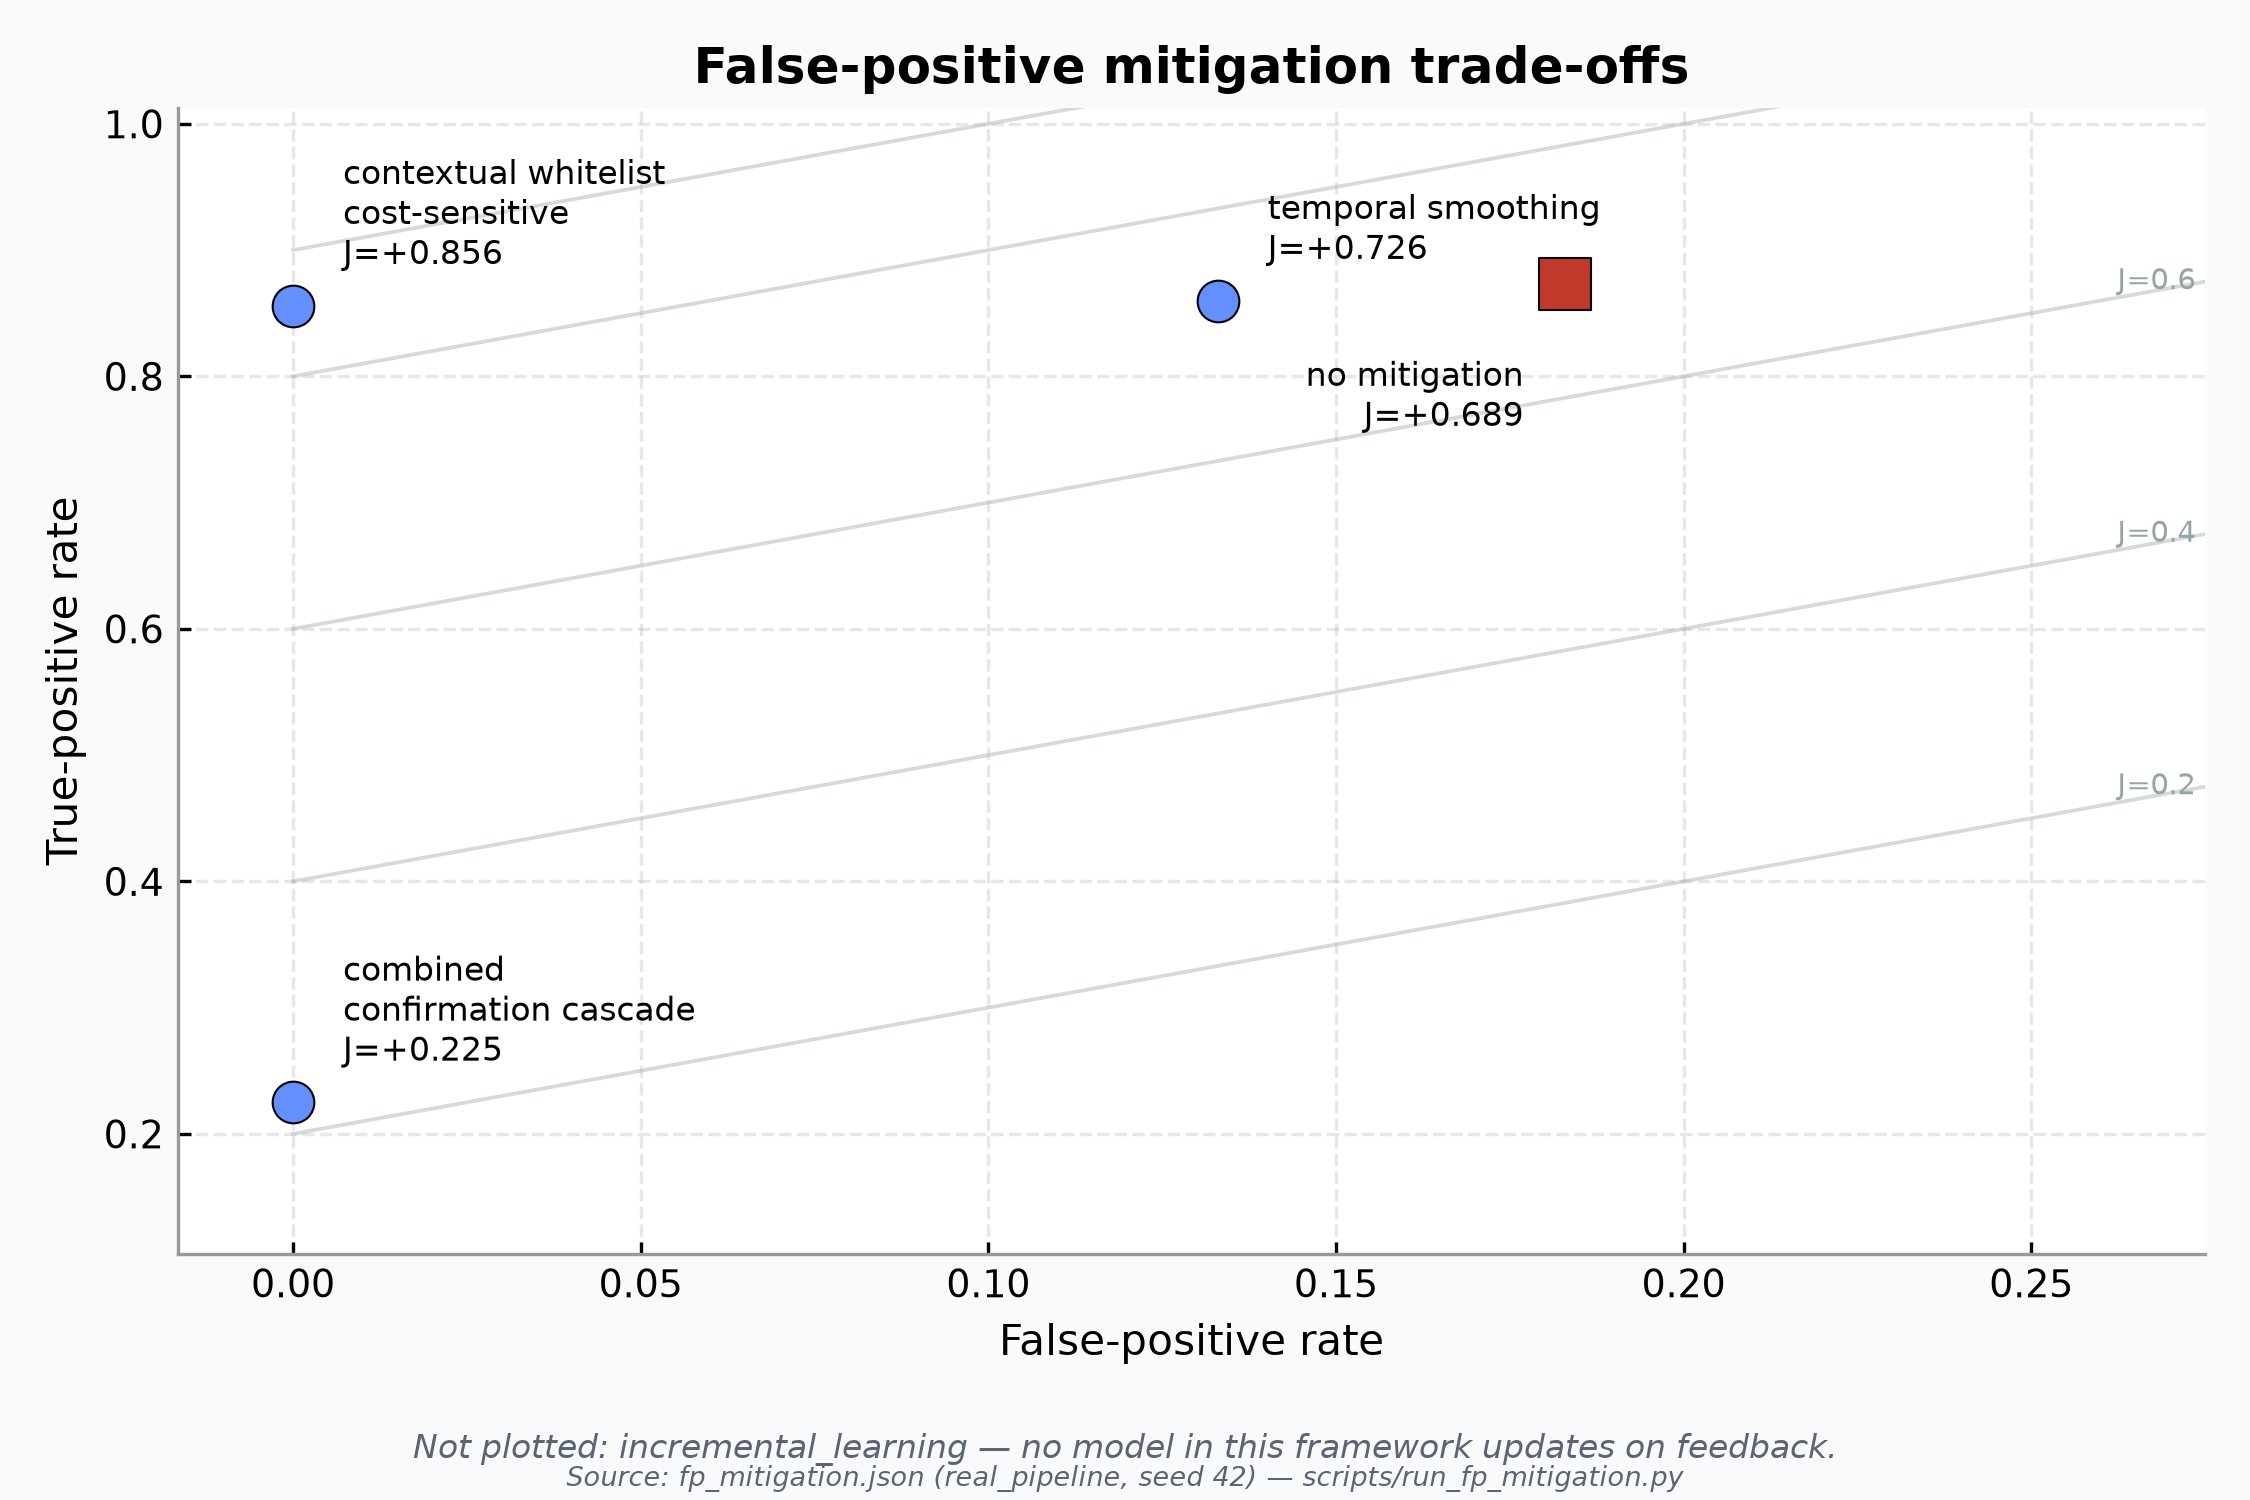 False-positive mitigation trade-offs
1.0
0.8
0.6
0.4
0.2
True-positive rate
contextual whitelist
cost-sensitive
J=+0.856
temporal smoothing
J=+0.726
no mitigation
J=+0.689
J=0.6
J=0.4
J=0.2
combined
confirmation cascade
J=+0.225
0.00
0.05
0.10
0.15
0.20
0.25
False-positive rate
Not plotted: incremental_learning — no model in this framework updates on feedback.
Source: fp_mitigation.json (real_pipeline, seed 42) — scripts/run_fp_mitigation.py